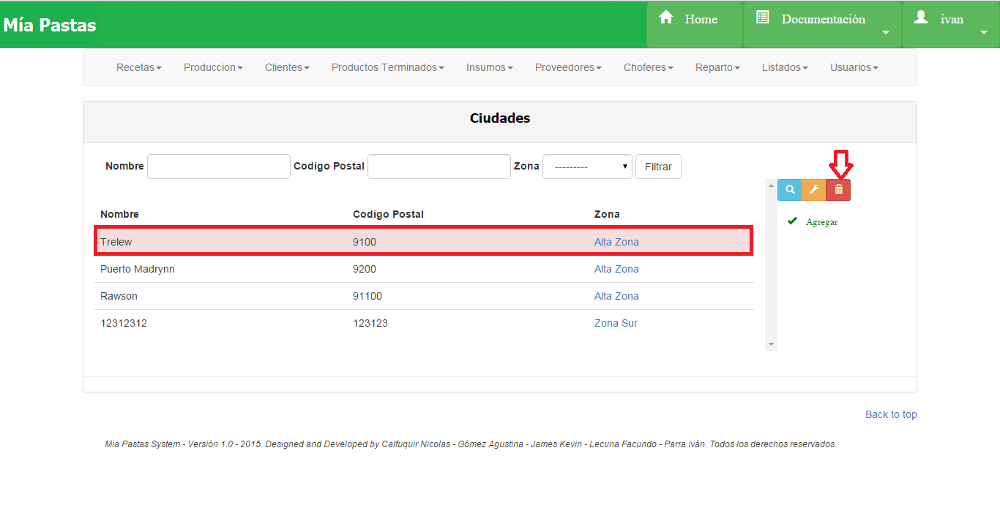 Mía Pastas Home Documentación ivan
Recetas Produccion Clientes Productos Terminados Insumos Proveedores Choferes Reparto Listados Usuarios
Ciudades
Nombre Codigo Postal Zona --------- Filtrar
Nombre Codigo Postal Zona
Agregar
Trelew 9100 Alta Zona
Puerto Madrynn 9200 Alta Zona
Rawson 91100 Alta Zona
12312312 123123 Zona Sur
Back to top
Mia Pastas System - Versión 1.0 - 2015. Designed and Developed by Calfuquir Nicolas - Gómez Agustina - James Kevin - Lecuna Facundo - Parra Iván. Todos los derechos reservados.